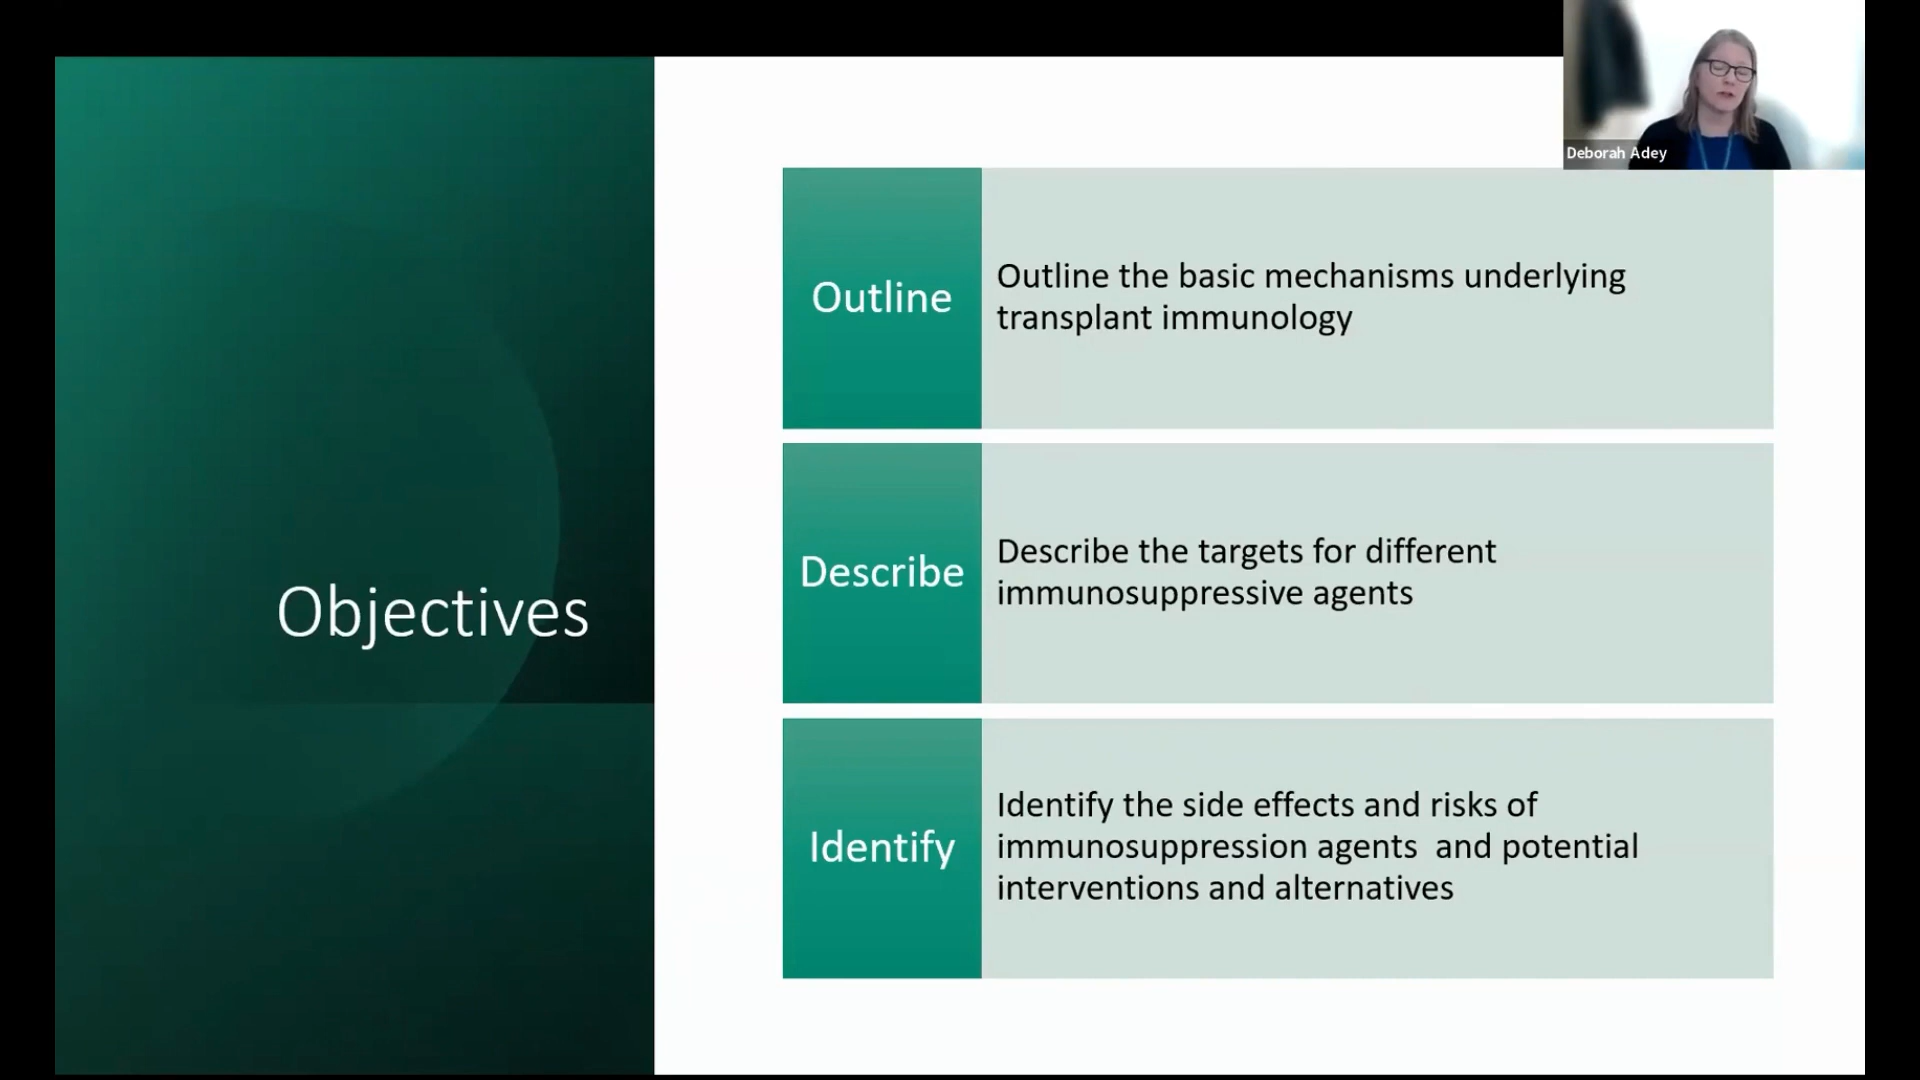 Deborah Adey
Objectives
Outline
Outline the basic mechanisms underlying
transplant immunology
Describe
Describe the targets for different
immunosuppressive agents
Identify
Identify the side effects and risks of
immunosuppression agents  and potential
interventions and alternatives